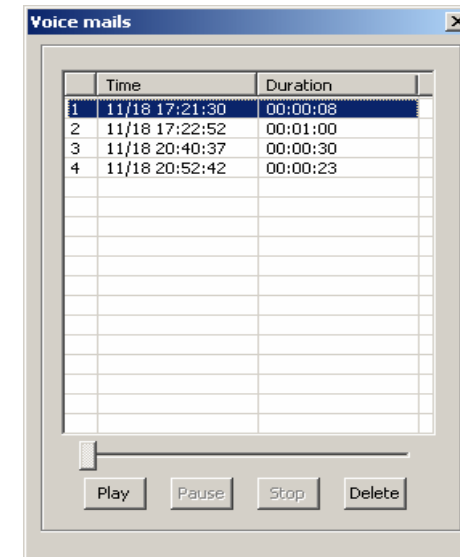 Voice mails
Time Duration
1 11/18 17:21:30 00:00:08
2 11/18 17:22:52 00:01:00
3 11/18 20:40:37 00:00:30
4 11/18 20:52:42 00:00:23
Play Pause Stop Delete